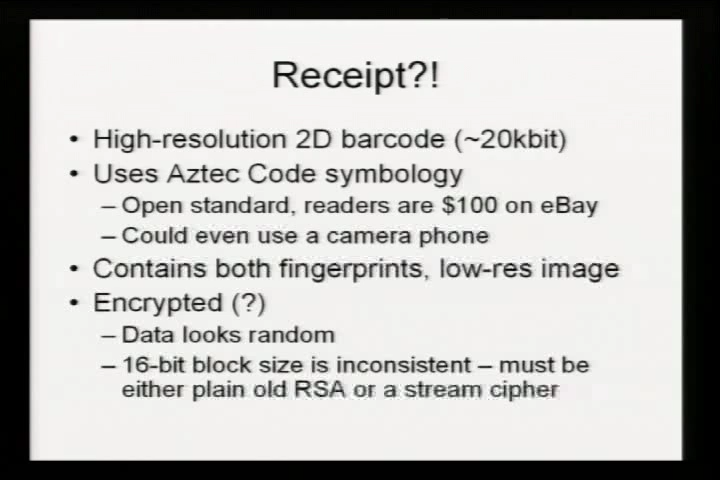 Receipt?!
• High-resolution 2D barcode (~20kbit)
• Uses Aztec Code symbology
– Open standard, readers are $100 on eBay
– Could even use a camera phone
• Contains both fingerprints, low-res image
• Encrypted (?)
– Data looks random
– 16-bit block size is inconsistent – must be
either plain old RSA or a stream cipher